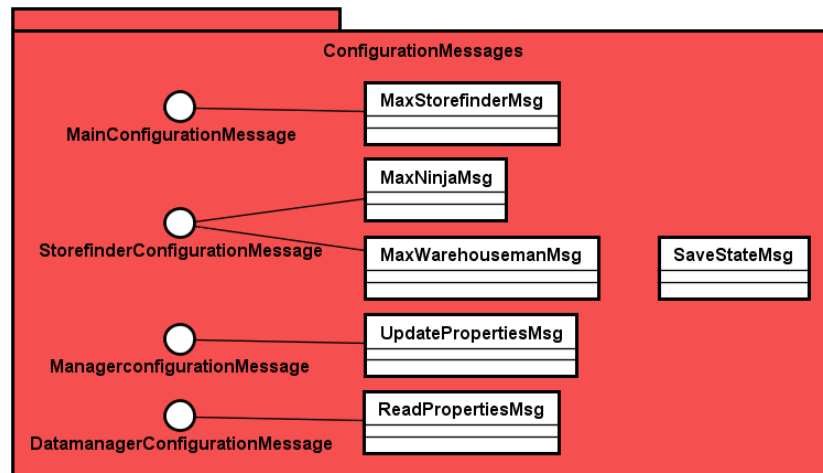 ConfigurationMessages
MaxStorefinderMsg
MainConfigurationMessage
MaxNinjaMsg
StorefinderConfigurationMessage
MaxWarehousemanMsg
SaveStateMsg
UpdatePropertiesMsg
ManagerconfigurationMessage
ReadPropertiesMsg
DatamanagerConfigurationMessage